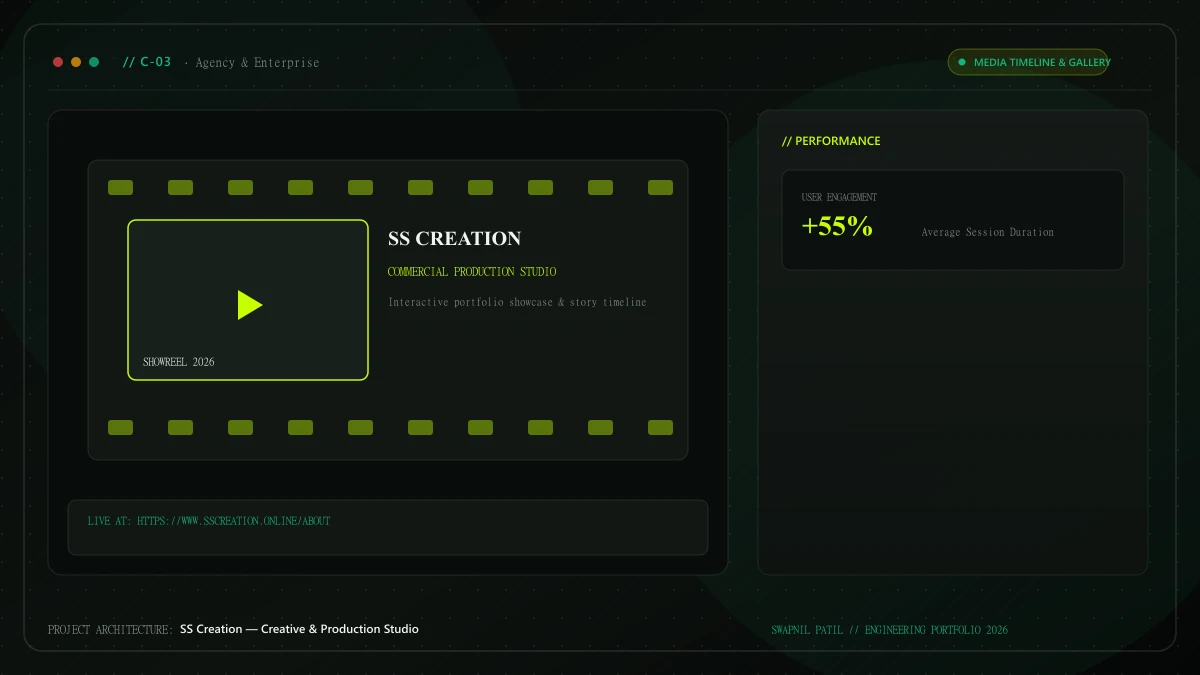 // C-03 · Agency & Enterprise
MEDIA TIMELINE & GALLERY
SS CREATION
COMMERCIAL PRODUCTION STUDIO
Interactive portfolio showcase & story timeline
SHOWREEL 2026
LIVE AT: HTTPS://WWW.SSCREATION.ONLINE/ABOUT
// PERFORMANCE
USER ENGAGEMENT
+55% Average Session Duration
PROJECT ARCHITECTURE: SS Creation — Creative & Production Studio
SWAPNIL PATIL // ENGINEERING PORTFOLIO 2026